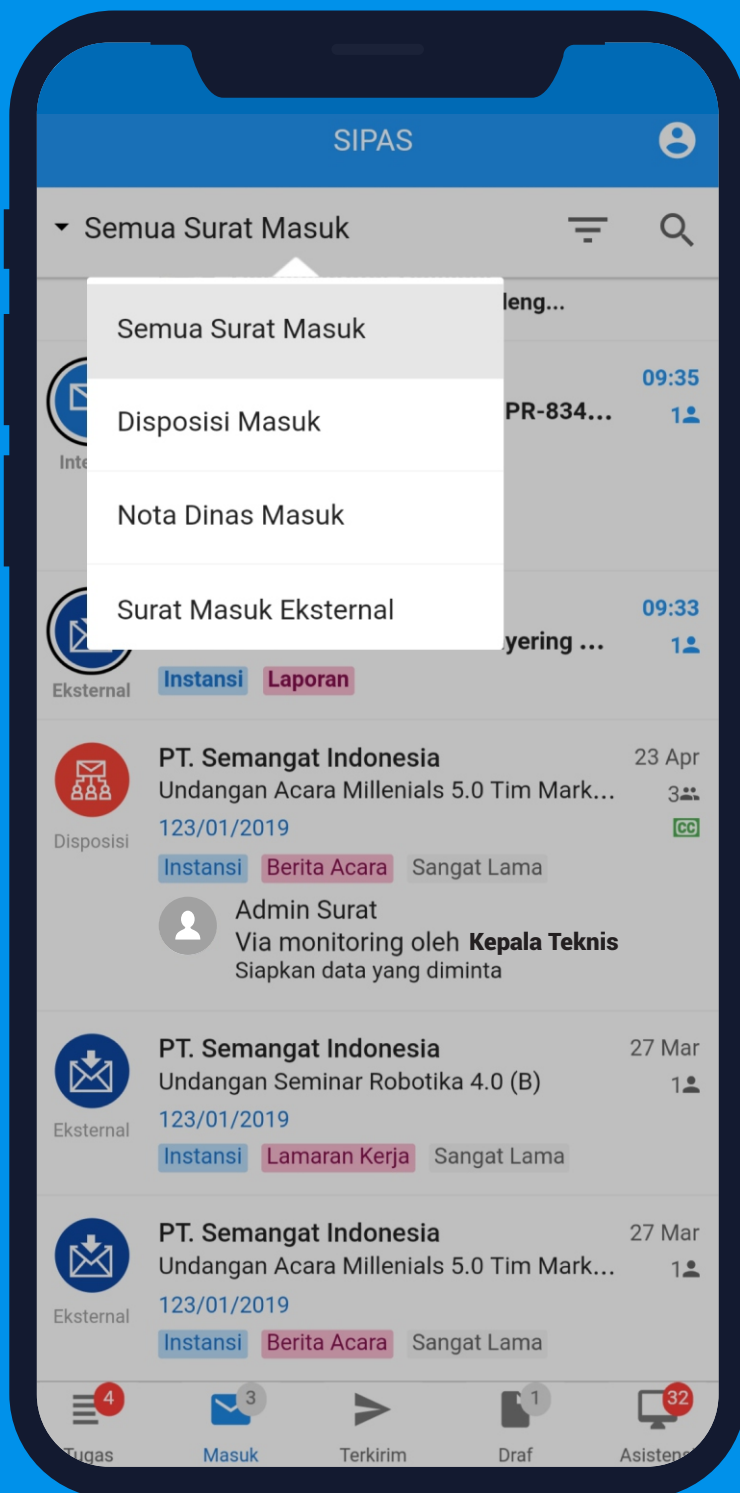 SIPAS
Semua Surat Masuk
Semua Surat Masuk
Disposisi Masuk
Nota Dinas Masuk
Surat Masuk Eksternal
leng...
09:35
PR-834...
1
Inte
09:33
yering ...
1
Eksternal
Instansi Laporan
PT. Semangat Indonesia 23 Apr
Undangan Acara Millenials 5.0 Tim Mark... 3
Disposisi
123/01/2019 CC
Instansi Berita Acara Sangat Lama
Admin Surat
Via monitoring oleh Kepala Teknis
Siapkan data yang diminta
PT. Semangat Indonesia 27 Mar
Undangan Seminar Robotika 4.0 (B) 1
Eksternal
123/01/2019
Instansi Lamaran Kerja Sangat Lama
PT. Semangat Indonesia 27 Mar
Undangan Acara Millenials 5.0 Tim Mark... 1
Eksternal
123/01/2019
Instansi Berita Acara Sangat Lama
4 3 1 32
Tugas Masuk Terkirim Draf Asistens